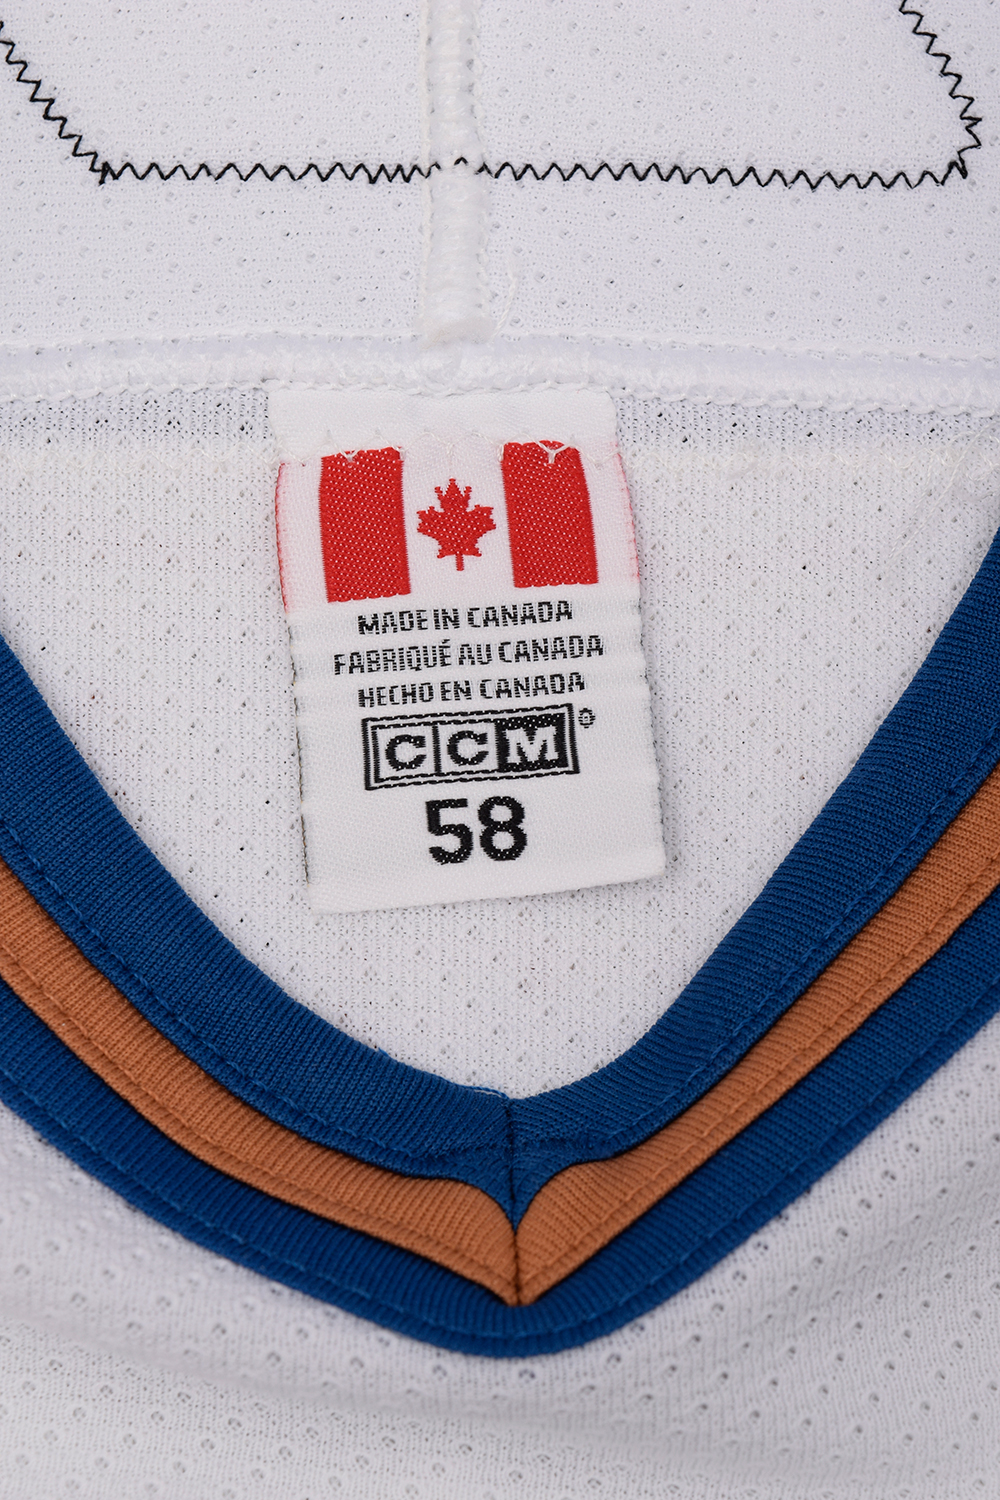 MADE IN CANADA
FABRIQUÉ AU CANADA
HECHO EN CANADA
CCM®
58